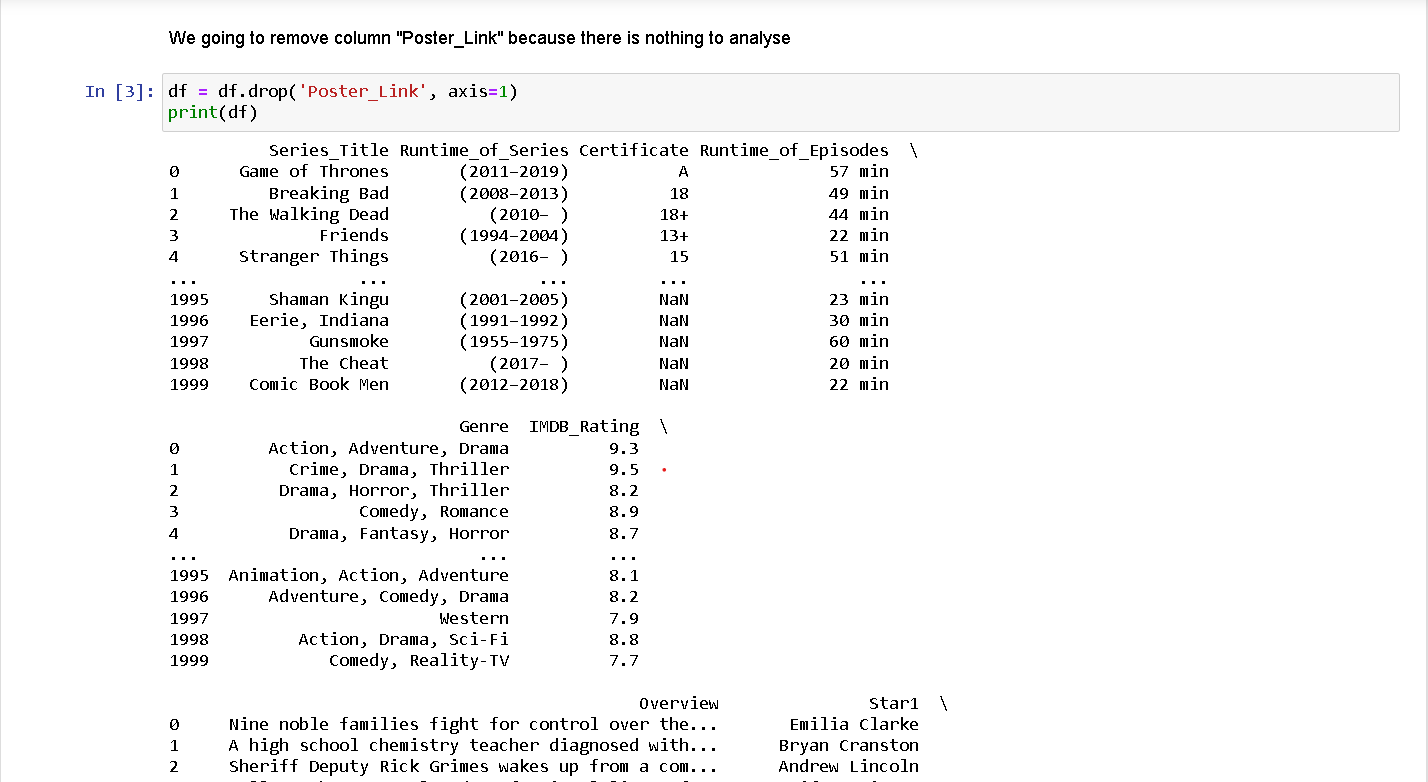 We going to remove column "Poster_Link" because there is nothing to analyse
In [3]: df = df.drop('Poster_Link', axis=1)
print(df)
Series_Title Runtime_of_Series Certificate Runtime_of_Episodes \
0 Game of Thrones (2011–2019) A 57 min
1 Breaking Bad (2008–2013) 18 49 min
2 The Walking Dead (2010– ) 18+ 44 min
3 Friends (1994–2004) 13+ 22 min
4 Stranger Things (2016– ) 15 51 min
... ... ... ... ...
1995 Shaman Kingu (2001–2005) NaN 23 min
1996 Eerie, Indiana (1991–1992) NaN 30 min
1997 Gunsmoke (1955–1975) NaN 60 min
1998 The Cheat (2017– ) NaN 20 min
1999 Comic Book Men (2012–2018) NaN 22 min
Genre IMDB_Rating \
0 Action, Adventure, Drama 9.3
1 Crime, Drama, Thriller 9.5
2 Drama, Horror, Thriller 8.2
3 Comedy, Romance 8.9
4 Drama, Fantasy, Horror 8.7
... ... ...
1995 Animation, Action, Adventure 8.1
1996 Adventure, Comedy, Drama 8.2
1997 Western 7.9
1998 Action, Drama, Sci-Fi 8.8
1999 Comedy, Reality-TV 7.7
Overview Star1 \
0 Nine noble families fight for control over the... Emilia Clarke
1 A high school chemistry teacher diagnosed with... Bryan Cranston
2 Sheriff Deputy Rick Grimes wakes up from a com... Andrew Lincoln